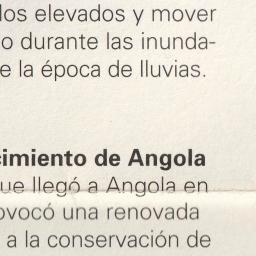 los elevados y mover
o durante las inunda-
e la época de lluvias.
cimiento de Angola
ue llegó a Angola en
ovocó una renovada
a la conservación de